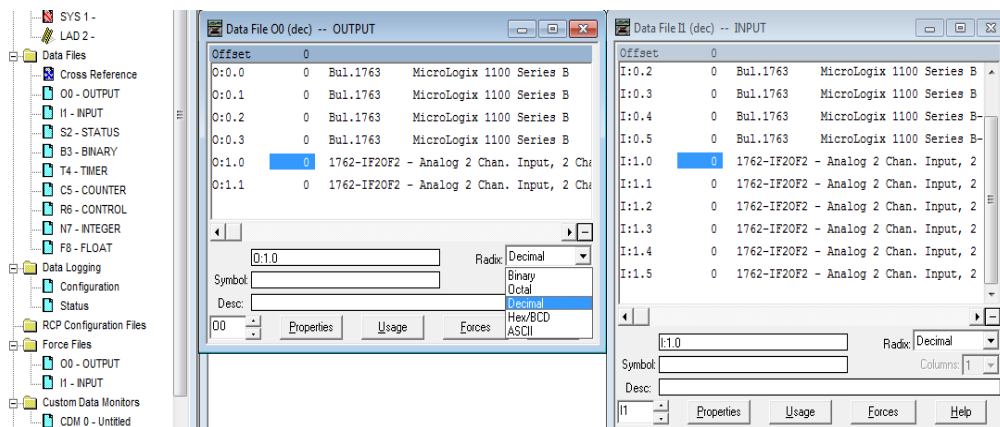 SYS 1 -
LAD 2 -
Data Files
Cross Reference
O0 - OUTPUT
I1 - INPUT
S2 - STATUS
B3 - BINARY
T4 - TIMER
C5 - COUNTER
R6 - CONTROL
N7 - INTEGER
F8 - FLOAT
Data Logging
Configuration
Status
RCP Configuration Files
Force Files
O0 - OUTPUT
I1 - INPUT
Custom Data Monitors
CDM 0 - Untitled
Data File O0 (dec) -- OUTPUT
Offset 0
O:0.0 0 Bul.1763 MicroLogix 1100 Series B
O:0.1 0 Bul.1763 MicroLogix 1100 Series B
O:0.2 0 Bul.1763 MicroLogix 1100 Series B
O:0.3 0 Bul.1763 MicroLogix 1100 Series B
O:1.0 0 1762-IF2OF2 - Analog 2 Chan. Input, 2 Cha
O:1.1 0 1762-IF2OF2 - Analog 2 Chan. Input, 2 Cha
O:1.0 Radix: Decimal
Symbol:
Desc:
Binary
Octal
Decimal
Hex/BCD
ASCII
O0 Properties Usage Forces
Data File I1 (dec) -- INPUT
Offset 0
I:0.2 0 Bul.1763 MicroLogix 1100 Series B
I:0.3 0 Bul.1763 MicroLogix 1100 Series B
I:0.4 0 Bul.1763 MicroLogix 1100 Series B-
I:0.5 0 Bul.1763 MicroLogix 1100 Series B-
I:1.0 0 1762-IF2OF2 - Analog 2 Chan. Input, 2
I:1.1 0 1762-IF2OF2 - Analog 2 Chan. Input, 2
I:1.2 0 1762-IF2OF2 - Analog 2 Chan. Input, 2
I:1.3 0 1762-IF2OF2 - Analog 2 Chan. Input, 2
I:1.4 0 1762-IF2OF2 - Analog 2 Chan. Input, 2
I:1.5 0 1762-IF2OF2 - Analog 2 Chan. Input, 2
I:1.0 Radix: Decimal
Symbol: Columns: 1
Desc:
I1 Properties Usage Forces Help